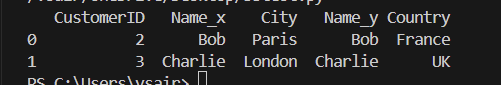 CustomerID Name_x City Name_y Country
0 2 Bob Paris Bob France
1 3 Charlie London Charlie UK
PS C:\Users\ysair>